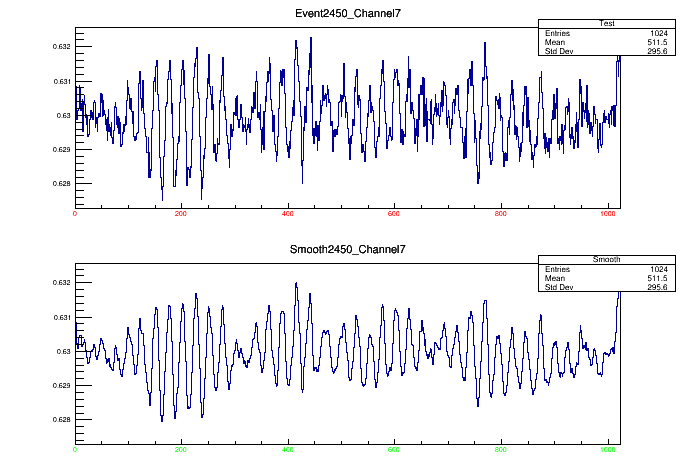 Event2450_Channel7
Test
Entries 1024
Mean 511.5
Std Dev 295.6
0.632
0.631
0.63
0.629
0.628
0 200 400 600 800 1000
Smooth2450_Channel7
Smooth
Entries 1024
Mean 511.5
Std Dev 295.6
0.632
0.631
0.63
0.629
0.628
0 200 400 600 800 1000